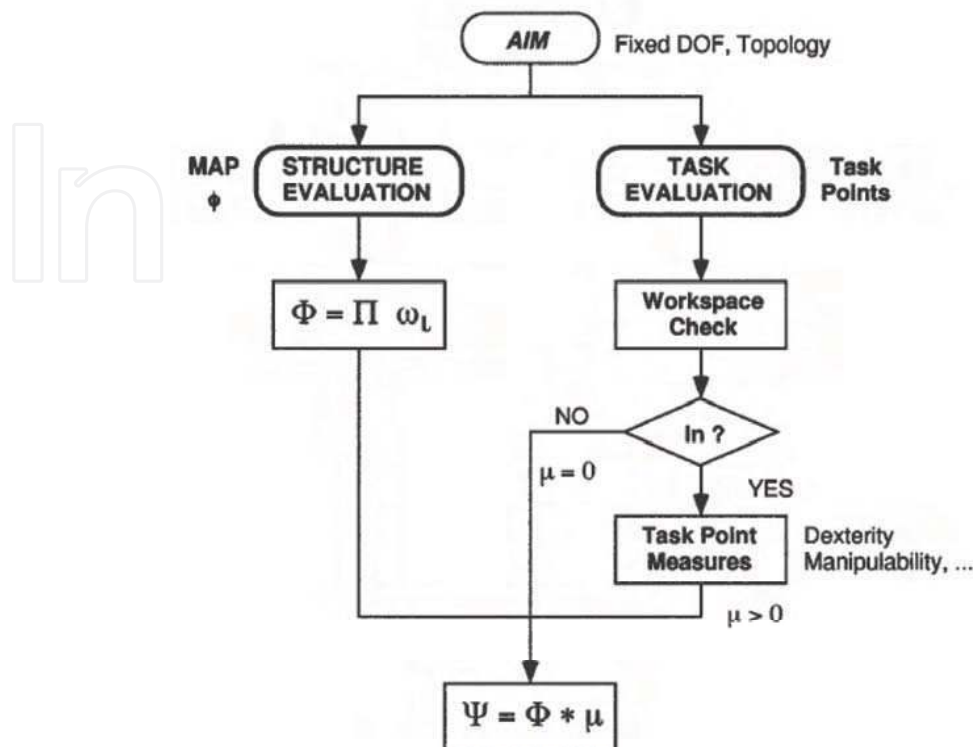 AIM
Fixed DOF, Topology
MAP
ϕ
STRUCTURE
EVALUATION
TASK
EVALUATION
Task
Points
Φ = Π ω_ι
Workspace
Check
In ?
NO
μ = 0
YES
Task Point
Measures
Dexterity
Manipulability, ...
μ > 0
Ψ = Φ * μ
In